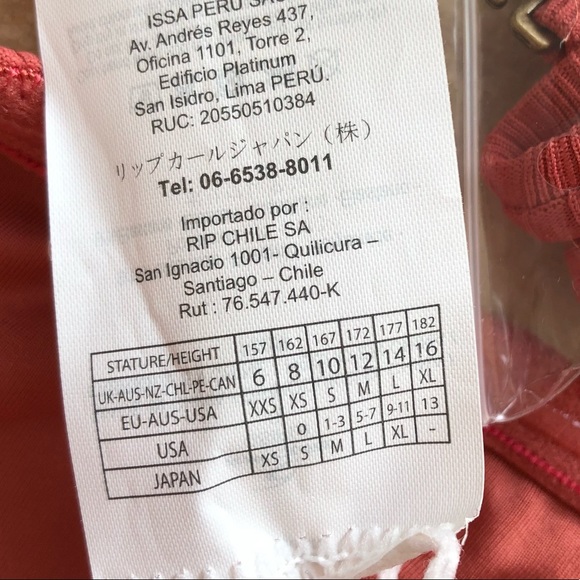 ISSA PERU
Av. Andrés Reyes 437,
Oficina 1101, Torre 2,
Edificio Platinum
San Isidro, Lima PERÚ.
RUC: 20550510384
リップカールジャパン（株）
Tel: 06-6538-8011
Importado por :
RIP CHILE SA
San Ignacio 1001- Quilicura –
Santiago – Chile
Rut : 76.547.440-K
STATURE/HEIGHT 157 162 167 172 177 182
UK-AUS-NZ-CHL-PE-CAN 6 8 10 12 14 16
EU-AUS-USA XXS XS S M L XL
USA 0 1-3 5-7 9-11 13
JAPAN XS S M L XL -